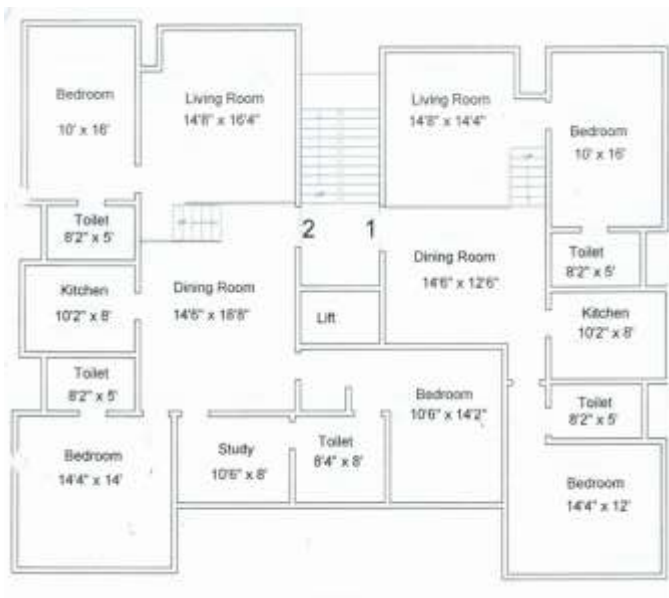 Bedroom
10' x 16'
Living Room
14'8" x 16'4"
Living Room
14'8" x 14'4"
Bedroom
10' x 16'
Toilet
8'2" x 5'
2
1
Dining Room
14'6" x 12'6"
Toilet
8'2" x 5'
Kitchen
10'2" x 8'
Dining Room
14'6" x 18'8"
Lift
Kitchen
10'2" x 8'
Toilet
8'2" x 5'
Bedroom
10'6" x 14'2"
Toilet
8'2" x 5'
Bedroom
14'4" x 14'
Study
10'6" x 8'
Toilet
8'4" x 8'
Bedroom
14'4" x 12'